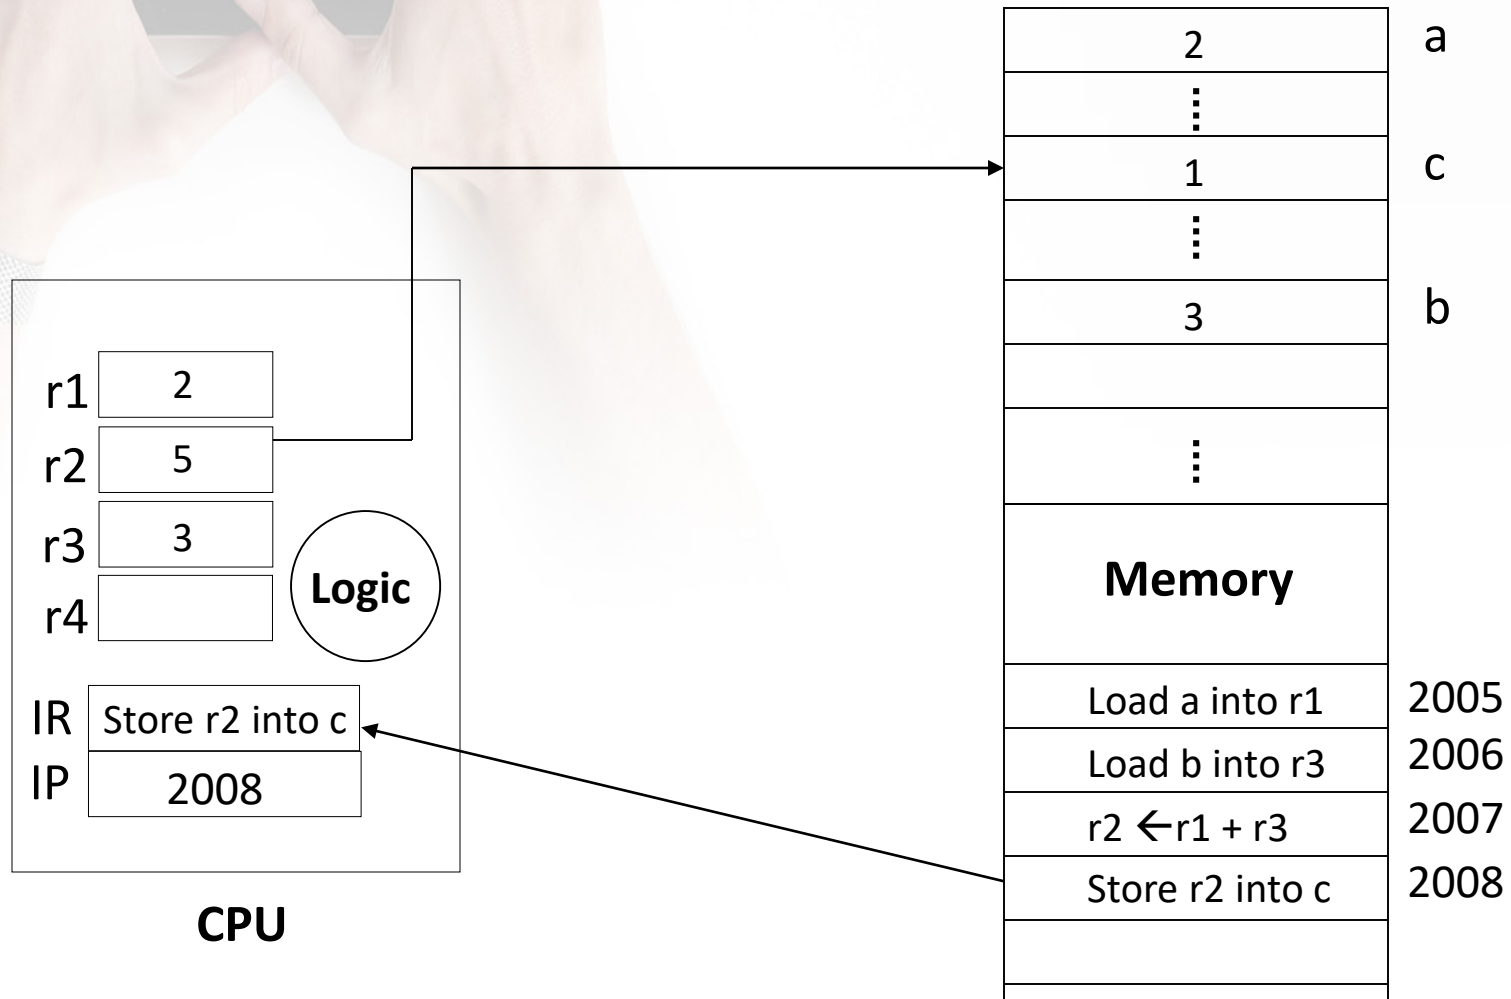 2 a
1 c
3 b
r1 2
r2 5
r3 3
r4
Logic
IR Store r2 into c
IP 2008
CPU
Memory
Load a into r1 2005
Load b into r3 2006
r2 ←r1 + r3 2007
Store r2 into c 2008